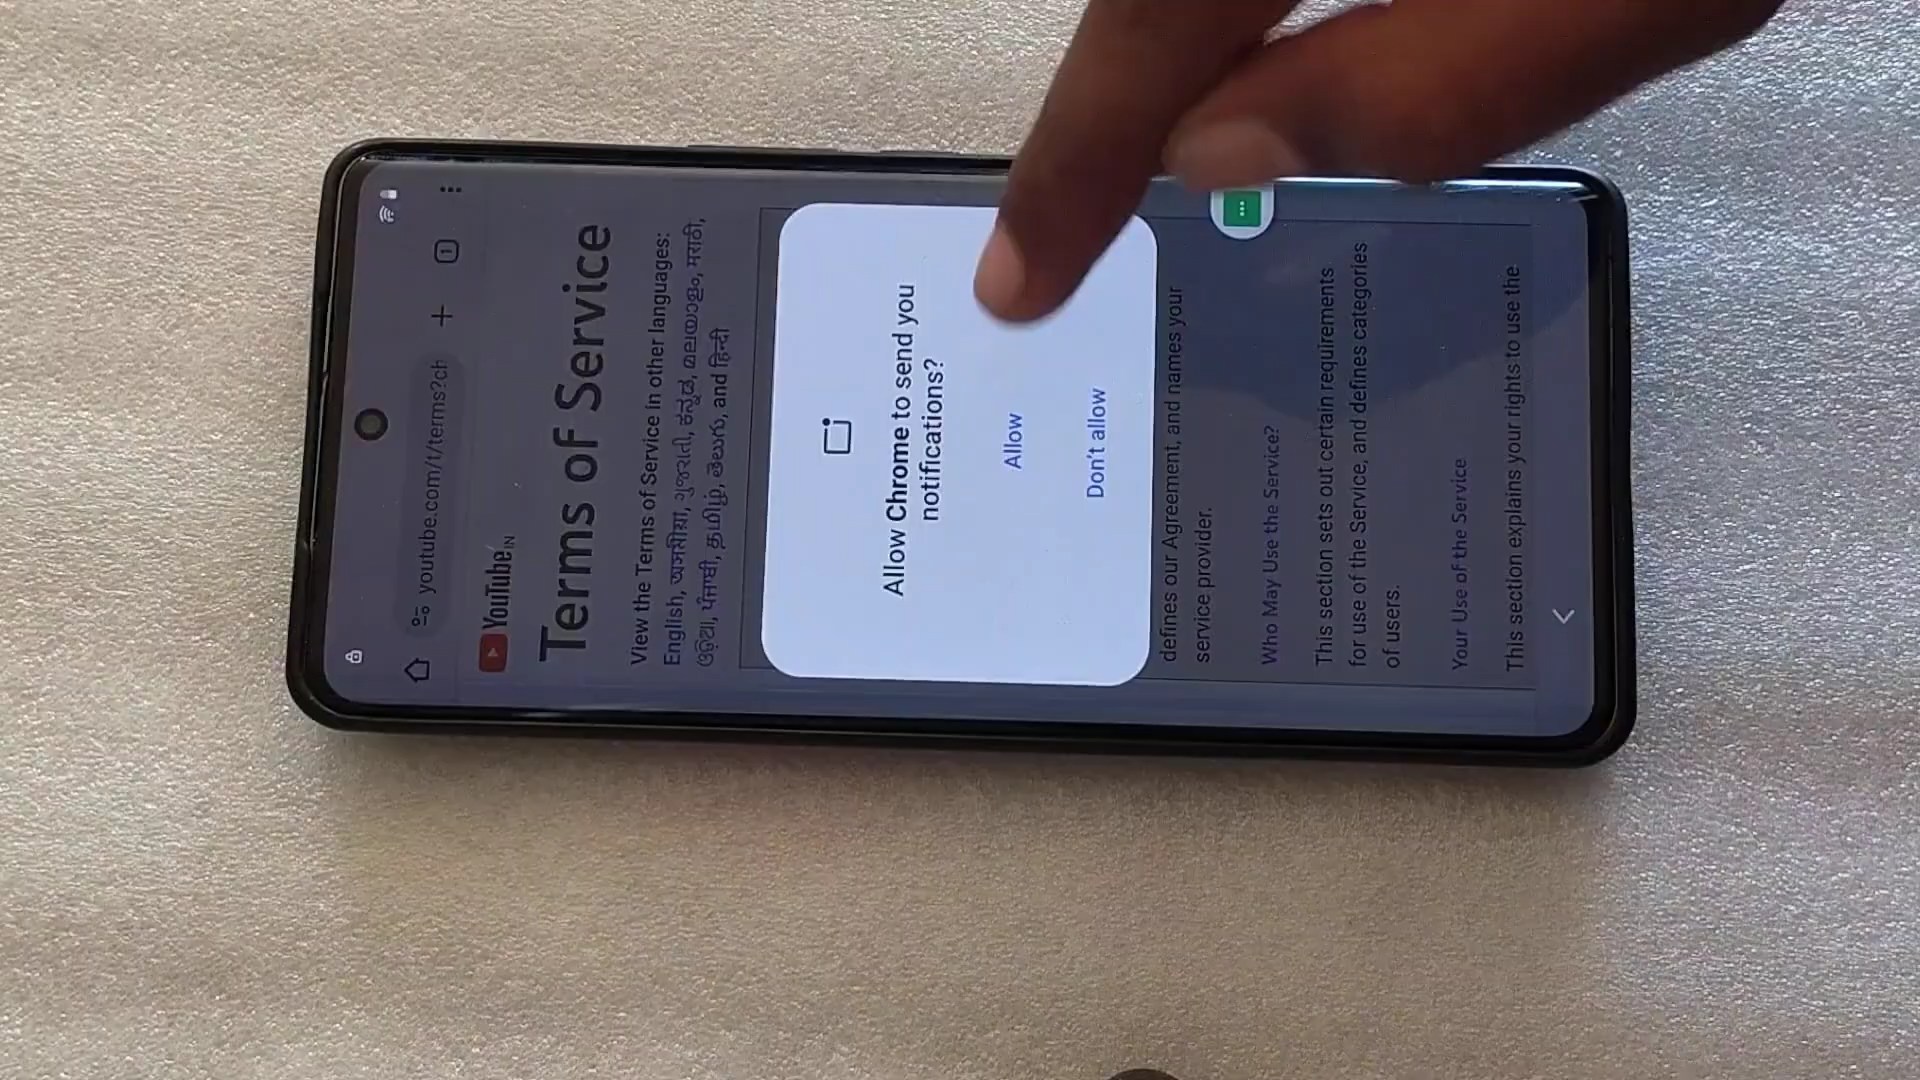 youtube.com/t/terms?ch
1
YouTube IN
Terms of Service
View the Terms of Service in other languages:
English, অসমীয়া, ગુજરાતી, ಕನ್ನಡ, മലയാളം, मराठी,
ଓଡ଼ିଆ, ਪੰਜਾਬੀ, தமிழ், తెలుగు, and हिन्दी
Allow Chrome to send you
notifications?
Allow
Don't allow
defines our Agreement, and names your
service provider.
Who May Use the Service?
This section sets out certain requirements
for use of the Service, and defines categories
of users.
Your Use of the Service
This section explains your rights to use the